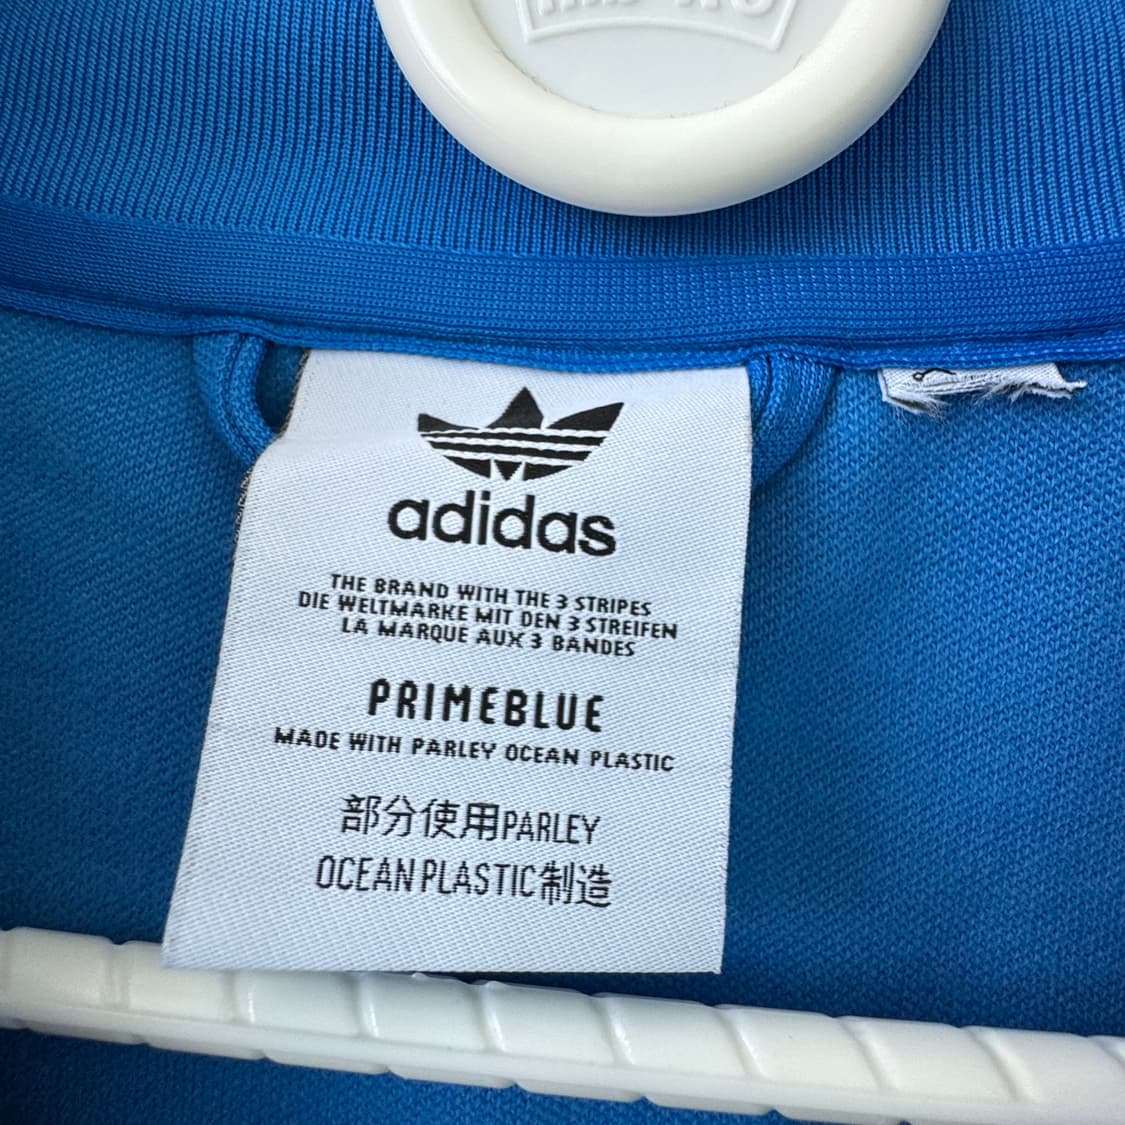 adidas
THE BRAND WITH THE 3 STRIPES
DIE WELTMARKE MIT DEN 3 STREIFEN
LA MARQUE AUX 3 BANDES
PRIMEBLUE
MADE WITH PARLEY OCEAN PLASTIC
部分使用PARLEY
OCEAN PLASTIC制造